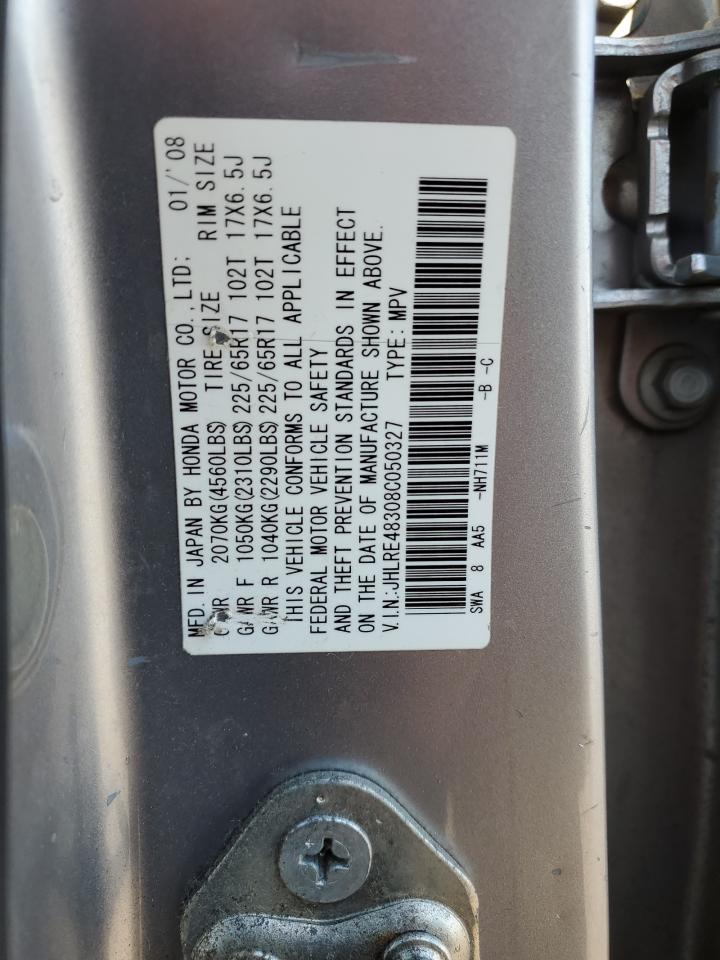 MFD. IN JAPAN BY HONDA MOTOR CO., LTD: 01/'08
2070KG(4560LBS) TIRE SIZE RIM SIZE
GAWR F 1050KG(2310LBS) 225/65R17 102T 17X6.5J
GAWR R 1040KG(2290LBS) 225/65R17 102T 17X6.5J
THIS VEHICLE CONFORMS TO ALL APPLICABLE
FEDERAL MOTOR VEHICLE SAFETY
AND THEFT PREVENTION STANDARDS IN EFFECT
ON THE DATE OF MANUFACTURE SHOWN ABOVE.
V.I.N:JHLRE48308C050327 TYPE: MPV
SWA 8 AA5 -NH711M -B -C